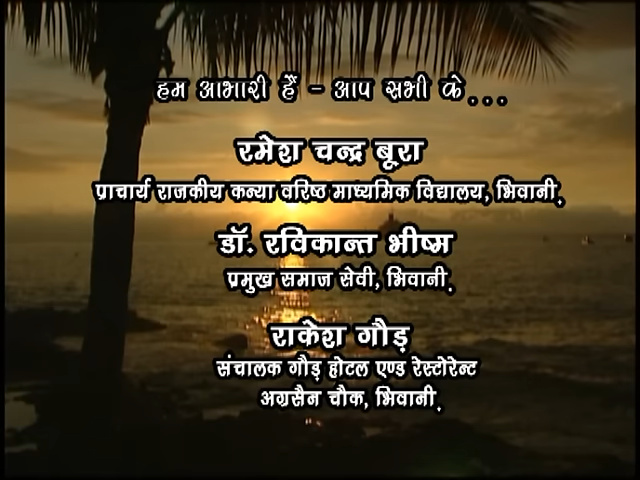 हम आभारी हैं - आप सभी के...
रमेश चन्द्र बूरा
प्राचार्य राजकीय कन्या वरिष्ठ माध्यमिक विद्यालय, भिवानी.
डॉ. रविकान्त भीष्म
प्रमुख समाज सेवी, भिवानी.
राकेश गौड़
संचालक गौड़ होटल एण्ड रेस्टोरेन्ट
अग्रसैन चौक, भिवानी.